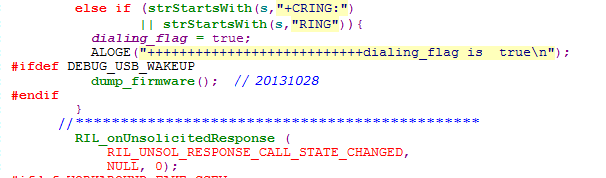 else if (strStartsWith(s,"+CRING:")
|| strStartsWith(s,"RING")){
dialing_flag = true;
ALOGE("+++++++++++++++++++++++++++dialing_flag is  true\n");
#ifdef DEBUG_USB_WAKEUP
dump_firmware();  // 20131028
#endif
}
//*********************************************
RIL_onUnsolicitedResponse (
RIL_UNSOL_RESPONSE_CALL_STATE_CHANGED,
NULL, 0);